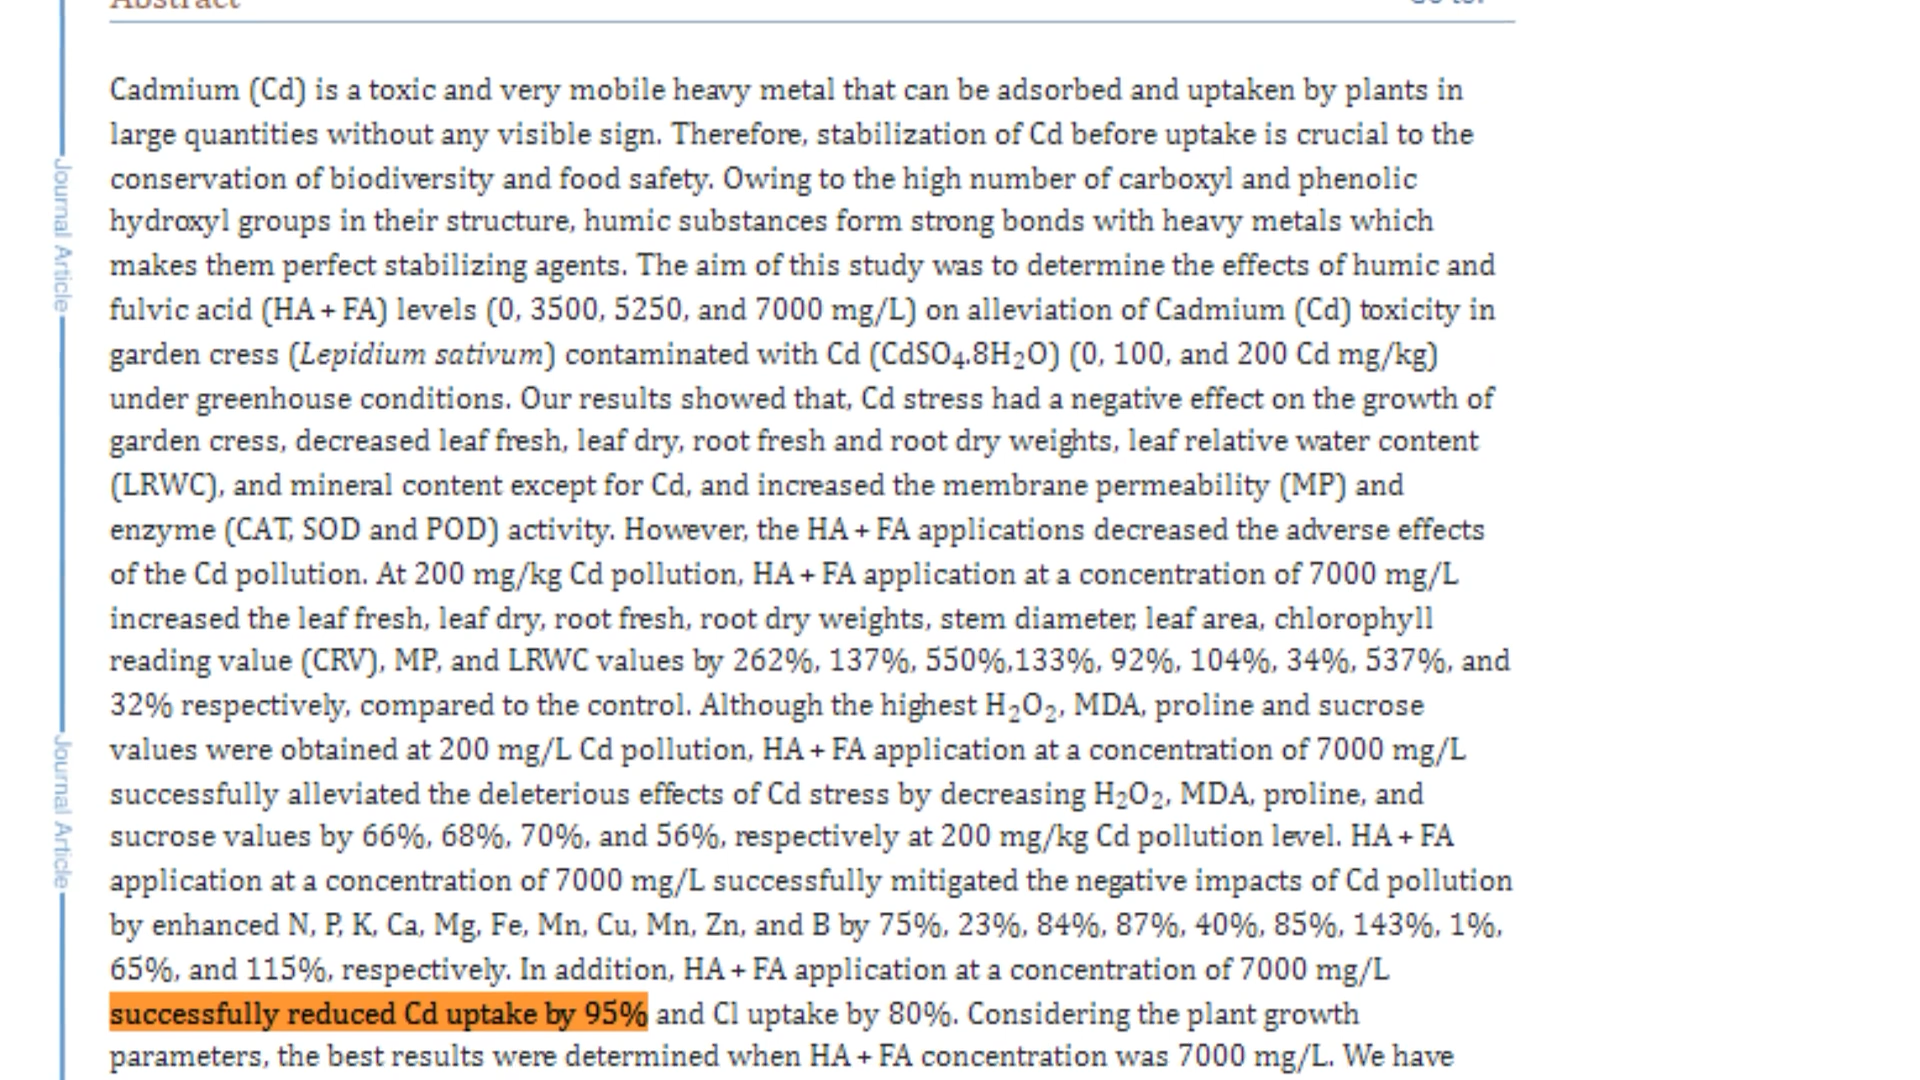 Abstract
Go to:
Cadmium (Cd) is a toxic and very mobile heavy metal that can be adsorbed and uptaken by plants in
large quantities without any visible sign. Therefore, stabilization of Cd before uptake is crucial to the
conservation of biodiversity and food safety. Owing to the high number of carboxyl and phenolic
hydroxyl groups in their structure, humic substances form strong bonds with heavy metals which
makes them perfect stabilizing agents. The aim of this study was to determine the effects of humic and
fulvic acid (HA + FA) levels (0, 3500, 5250, and 7000 mg/L) on alleviation of Cadmium (Cd) toxicity in
garden cress (Lepidium sativum) contaminated with Cd (CdSO₄.8H₂O) (0, 100, and 200 Cd mg/kg)
under greenhouse conditions. Our results showed that, Cd stress had a negative effect on the growth of
garden cress, decreased leaf fresh, leaf dry, root fresh and root dry weights, leaf relative water content
(LRWC), and mineral content except for Cd, and increased the membrane permeability (MP) and
enzyme (CAT, SOD and POD) activity. However, the HA + FA applications decreased the adverse effects
of the Cd pollution. At 200 mg/kg Cd pollution, HA + FA application at a concentration of 7000 mg/L
increased the leaf fresh, leaf dry, root fresh, root dry weights, stem diameter, leaf area, chlorophyll
reading value (CRV), MP, and LRWC values by 262%, 137%, 550%,133%, 92%, 104%, 34%, 537%, and
32% respectively, compared to the control. Although the highest H₂O₂, MDA, proline and sucrose
values were obtained at 200 mg/L Cd pollution, HA + FA application at a concentration of 7000 mg/L
successfully alleviated the deleterious effects of Cd stress by decreasing H₂O₂, MDA, proline, and
sucrose values by 66%, 68%, 70%, and 56%, respectively at 200 mg/kg Cd pollution level. HA + FA
application at a concentration of 7000 mg/L successfully mitigated the negative impacts of Cd pollution
by enhanced N, P, K, Ca, Mg, Fe, Mn, Cu, Mn, Zn, and B by 75%, 23%, 84%, 87%, 40%, 85%, 143%, 1%,
65%, and 115%, respectively. In addition, HA + FA application at a concentration of 7000 mg/L
successfully reduced Cd uptake by 95% and Cl uptake by 80%. Considering the plant growth
parameters, the best results were determined when HA + FA concentration was 7000 mg/L. We have
Journal Article
Journal Article